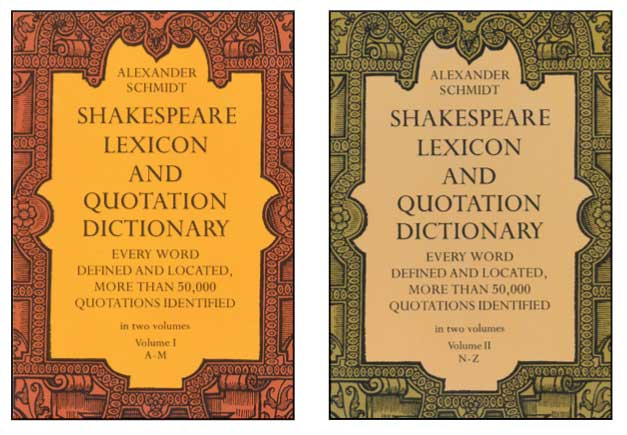 ALEXANDER
SCHMIDT
SHAKESPEARE
LEXICON
AND
QUOTATION
DICTIONARY
EVERY WORD
DEFINED AND LOCATED,
MORE THAN 50,000
QUOTATIONS IDENTIFIED
in two volumes
Volume I
A-M
ALEXANDER
SCHMIDT
SHAKESPEARE
LEXICON
AND
QUOTATION
DICTIONARY
EVERY WORD
DEFINED AND LOCATED,
MORE THAN 50,000
QUOTATIONS IDENTIFIED
in two volumes
Volume II
N-Z